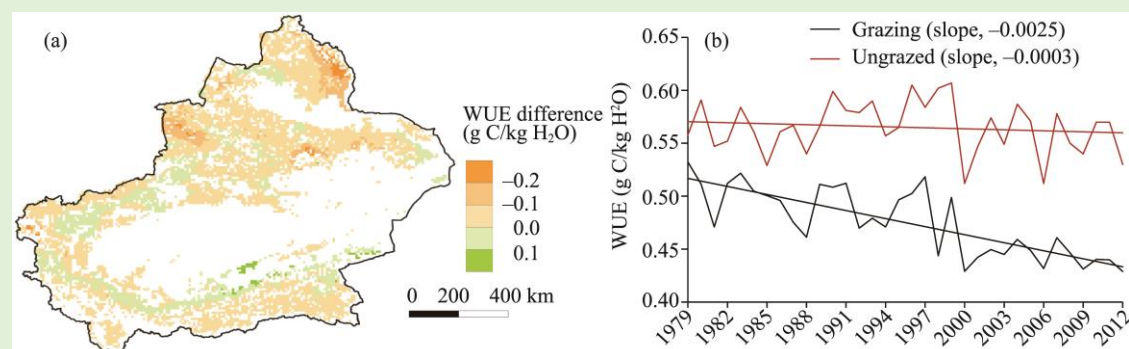 (a)
WUE difference
(g C/kg H₂O)
–0.2
–0.1
0.0
0.1
0 200 400 km
(b)
Grazing (slope, –0.0025)
Ungrazed (slope, –0.0003)
WUE (g C/kg H²O)
0.65
0.60
0.55
0.50
0.45
0.40
1979
1982
1985
1988
1991
1994
1997
2000
2003
2006
2009
2012